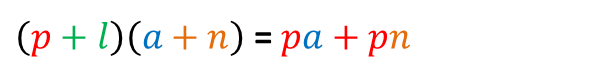 (p + l)(a + n) = pa + pn